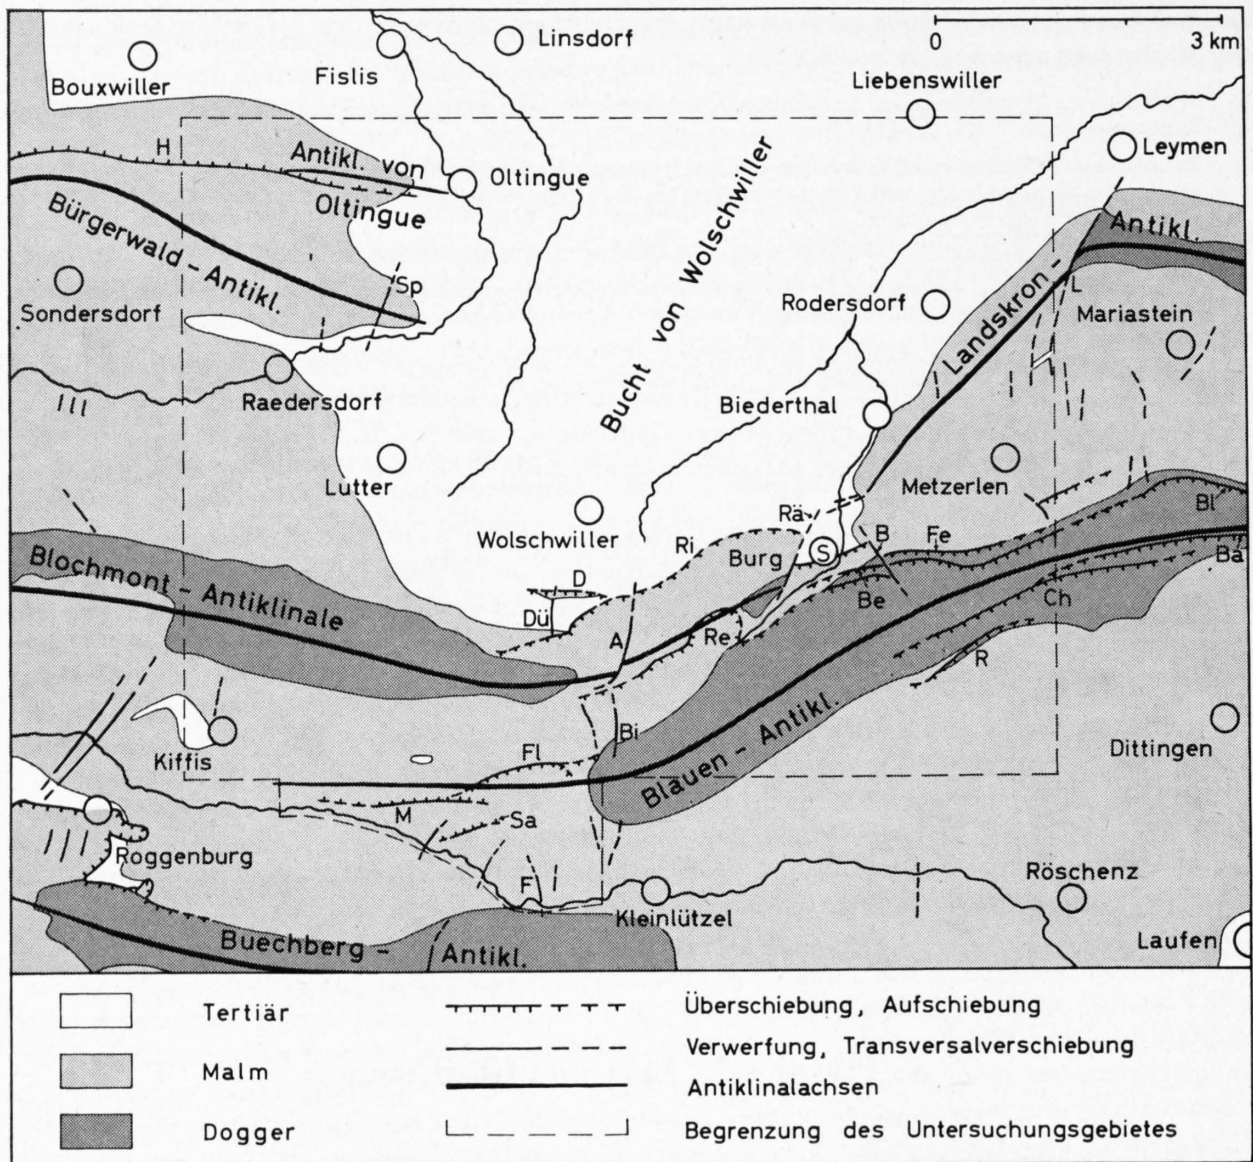 0 3 km
Linsdorf
Fislis
Bouxwiller
Liebenswiller
Leymen
H
Antikl. von
Oltingue
Oltingue
Bucht von Wolschwiller
Bürgerwald - Antikl.
Antikl.
Landskron -
Sp
L
Sondersdorf
Rodersdorf
Mariastein
Raedersdorf
Biederthal
Lutter
Metzerlen
Wolschwiller
Rä
Bl
Ri
Burg
S
B
Fe
Bä
Blochmont - Antiklinale
D
Dü
Be
Ch
A
Re
R
Bi
Blauen - Antikl.
Kiffis
Fl
Dittingen
M
Sa
Roggenburg
F
Kleinlützel
Röschenz
Buechberg - Antikl.
Laufen
Tertiär
Malm
Dogger
Überschiebung, Aufschiebung
Verwerfung, Transversalverschiebung
Antiklinalachsen
Begrenzung des Untersuchungsgebietes